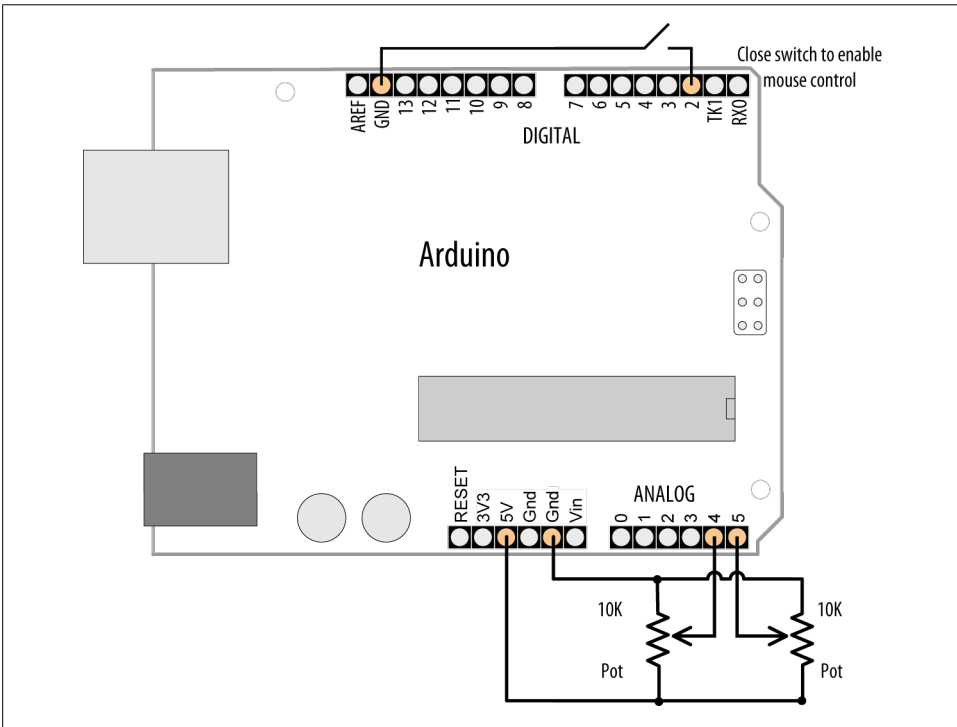 Close switch to enable
mouse control
AREF
GND
13
12
11
10
9
8
7
6
5
4
3
2
TK1
RX0
DIGITAL
Arduino
RESET
3V3
5V
Gnd
Gnd
Vin
ANALOG
0
1
2
3
4
5
10K
10K
Pot
Pot